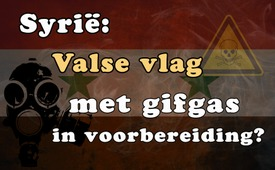 Syrië:
Valse vlag
met gifgas
in voorbereiding?